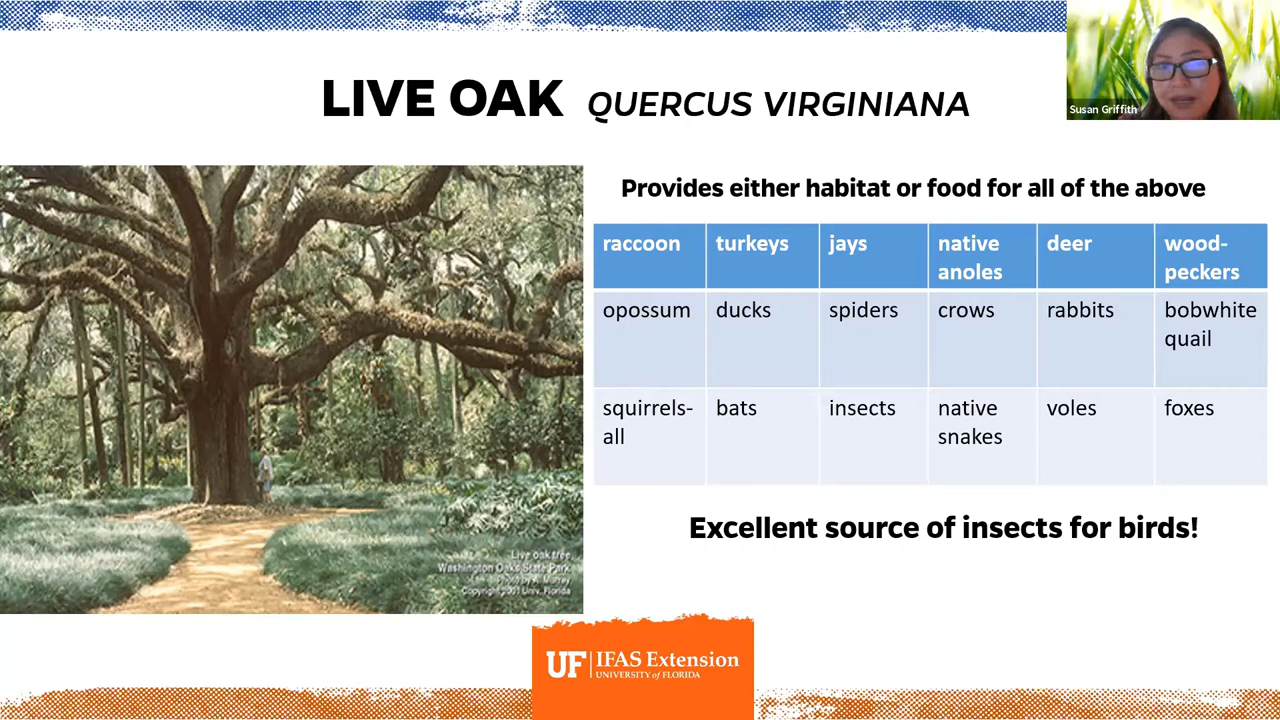 Susan Griffith
LIVE OAK QUERCUS VIRGINIANA
Provides either habitat or food for all of the above
raccoon turkeys jays native anoles deer wood-peckers
opossum ducks spiders crows rabbits bobwhite quail
squirrels-all bats insects native snakes voles foxes
Excellent source of insects for birds!
Live oak tree
Washington Oaks State Park
Photo by A. Murray
Copyright 2001 Univ. Florida
UF IFAS Extension
UNIVERSITY of FLORIDA